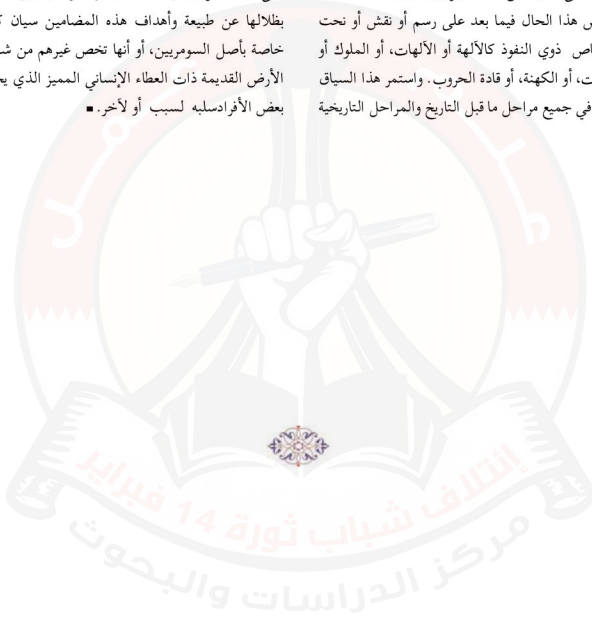 هذا الحال فيما بعد على رسم أو نقش أو نحت
ذوي النفوذ كالآلهة أو الآلهات، أو الملوك أو
أو الكهنة، أو قادة الحروب. واستمر هذا السياق
في جميع مراحل ما قبل التاريخ والمراحل التاريخية
بظلالها عن طبيعة وأهداف هذه المضامين سيان
خاصة بأصل السومريين، أو أنها تخص غيرهم من
الأرض القديمة ذات العطاء الإنساني المميز الذي
بعض الأفرادسلبه لسبب أو لآخر. ■
ائتلاف شباب ثورة 14 فبراير
مركز الدراسات والبحوث